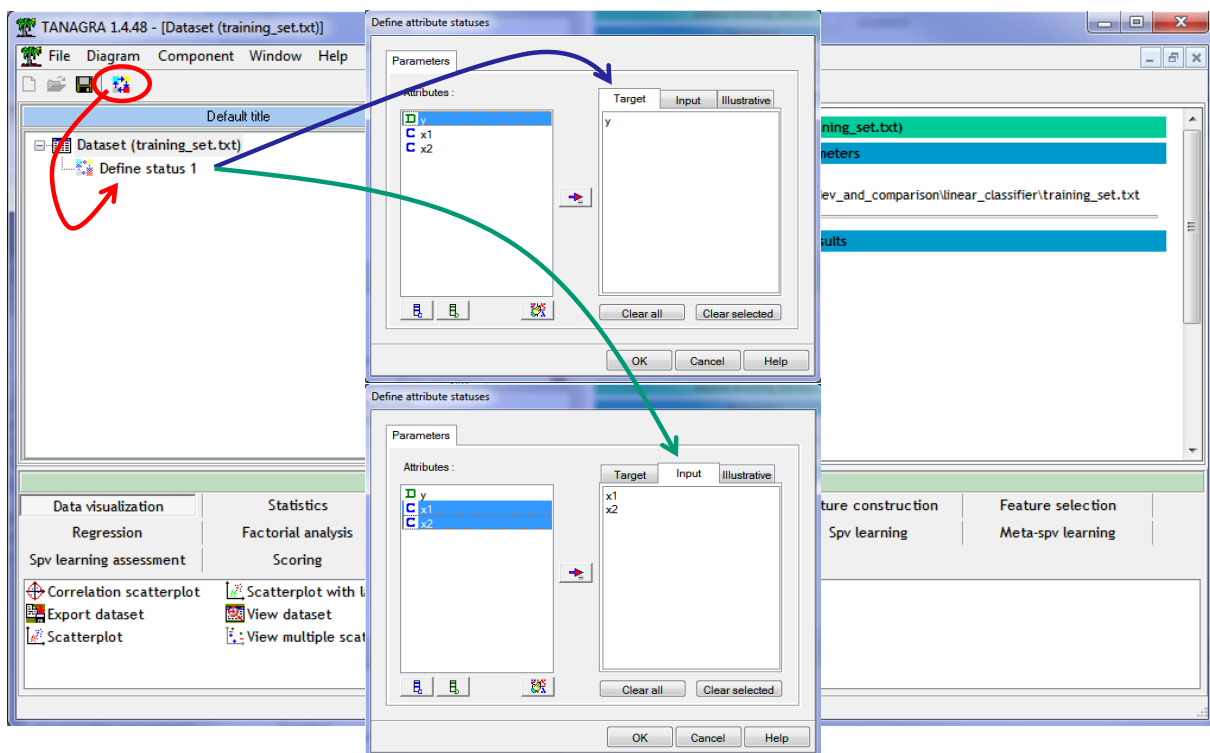 TANAGRA 1.4.48 - [Dataset (training_set.txt)]
File Diagram Component Window Help
Default title
Dataset (training_set.txt)
Define status 1
Define attribute statuses
Parameters
Attributes :
y
x1
x2
Target Input Illustrative
y
Clear all Clear selected
OK Cancel Help
ning_set.txt)
meters
ev_and_comparison\linear_classifier\training_set.txt
sults
Define attribute statuses
Parameters
Attributes :
y
x1
x2
Target Input Illustrative
x1
x2
Clear all Clear selected
OK Cancel Help
Data visualization Statistics ture construction Feature selection
Regression Factorial analysis Spv learning Meta-spv learning
Spv learning assessment Scoring
Correlation scatterplot Scatterplot with l
Export dataset View dataset
Scatterplot View multiple scat